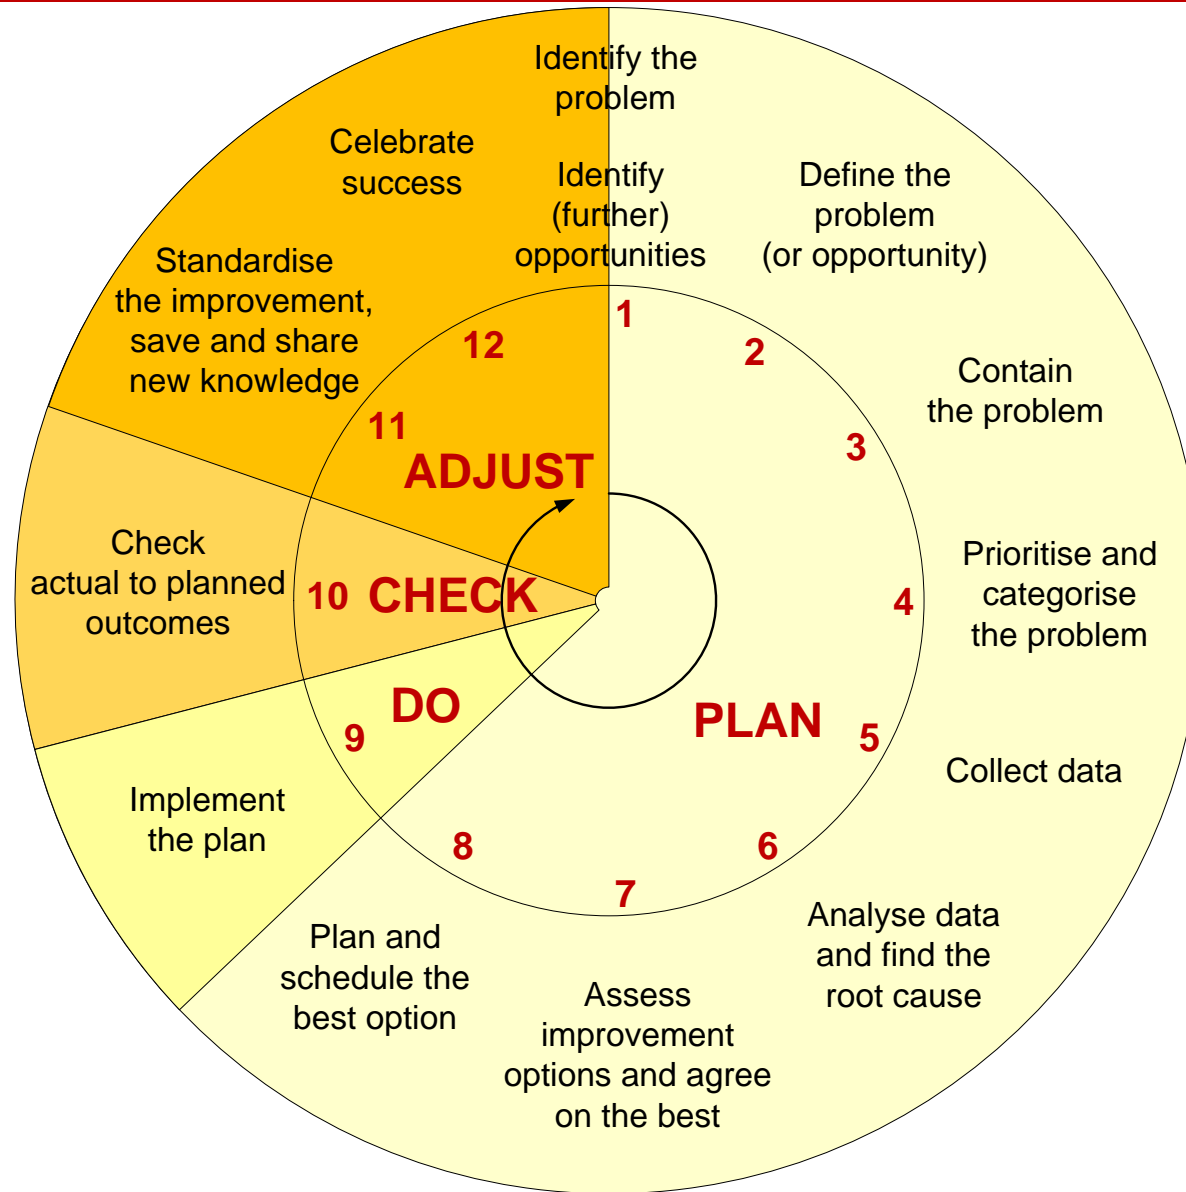 Identify the
problem
Identify
(further)
opportunities
1
Define the
problem
(or opportunity)
2
Contain
the problem
3
Prioritise and
categorise
the problem
4
Collect data
5
Analyse data
and find the
root cause
6
Assess
improvement
options and agree
on the best
7
Plan and
schedule the
best option
8
PLAN
Implement
the plan
9
DO
Check
actual to planned
outcomes
10
CHECK
Standardise
the improvement,
save and share
new knowledge
11
Celebrate
success
12
ADJUST